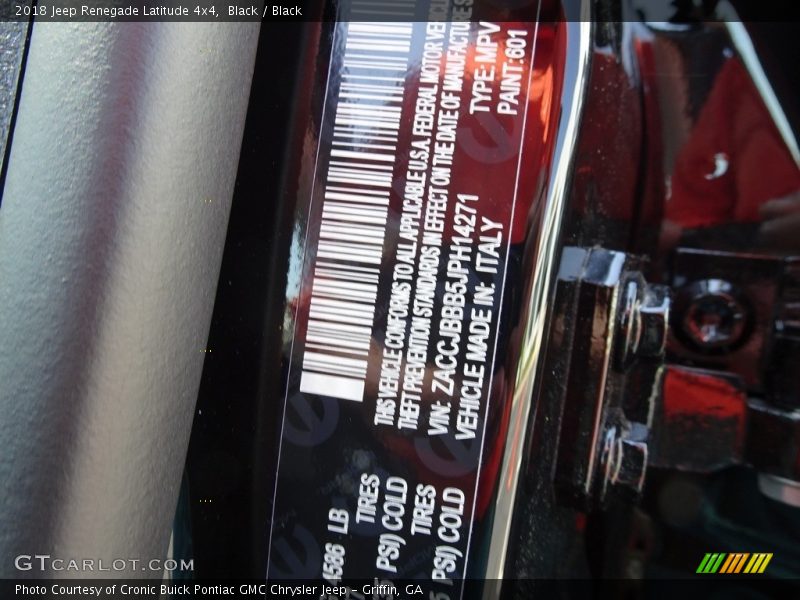 2018 Jeep Renegade Latitude 4x4, Black / Black
THIS VEHICLE CONFORMS TO ALL APPLICABLE U.S.A. FEDERAL MOTOR
THEFT PREVENTION STANDARDS IN EFFECT ON THE DATE OF
VIN: ZACCJBBB5JPH14271
TYPE: MPV
VEHICLE MADE IN: ITALY
PAINT: 601
4586 LB
TIRES
PSI) COLD
TIRES
PSI) COLD
GTCARLOT.COM
Photo Courtesy of Cronic Buick Pontiac GMC Chrysler Jeep - Griffin, GA